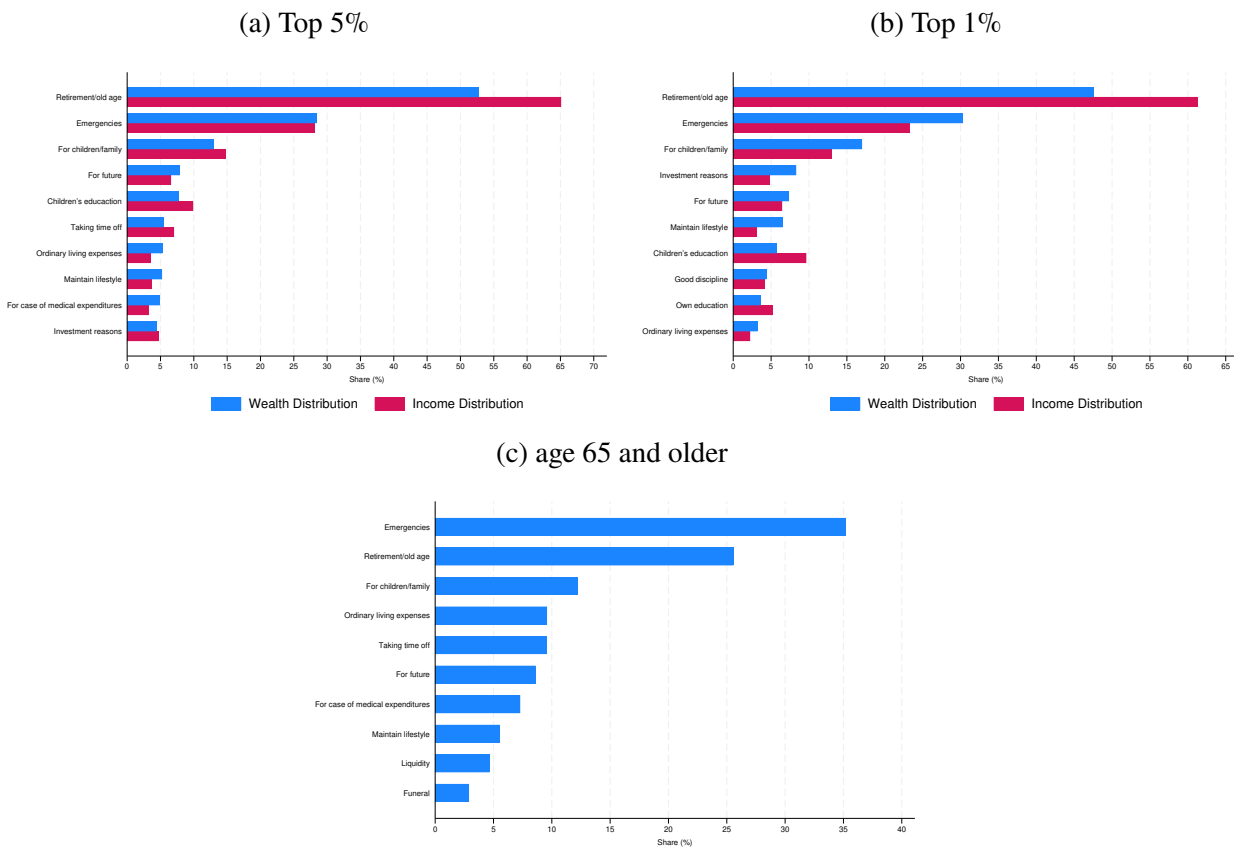 (a) Top 5%
Retirement/old age
Emergencies
For children/family
For future
Children's educaction
Taking time off
Ordinary living expenses
Maintain lifestyle
For case of medical expenditures
Investment reasons
0 5 10 15 20 25 30 35 40 45 50 55 60 65 70
Share (%)
Wealth Distribution Income Distribution
(b) Top 1%
Retirement/old age
Emergencies
For children/family
Investment reasons
For future
Maintain lifestyle
Children's educaction
Good discipline
Own education
Ordinary living expenses
0 5 10 15 20 25 30 35 40 45 50 55 60 65
Share (%)
Wealth Distribution Income Distribution
(c) age 65 and older
Emergencies
Retirement/old age
For children/family
Ordinary living expenses
Taking time off
For future
For case of medical expenditures
Maintain lifestyle
Liquidity
Funeral
0 5 10 15 20 25 30 35 40
Share (%)